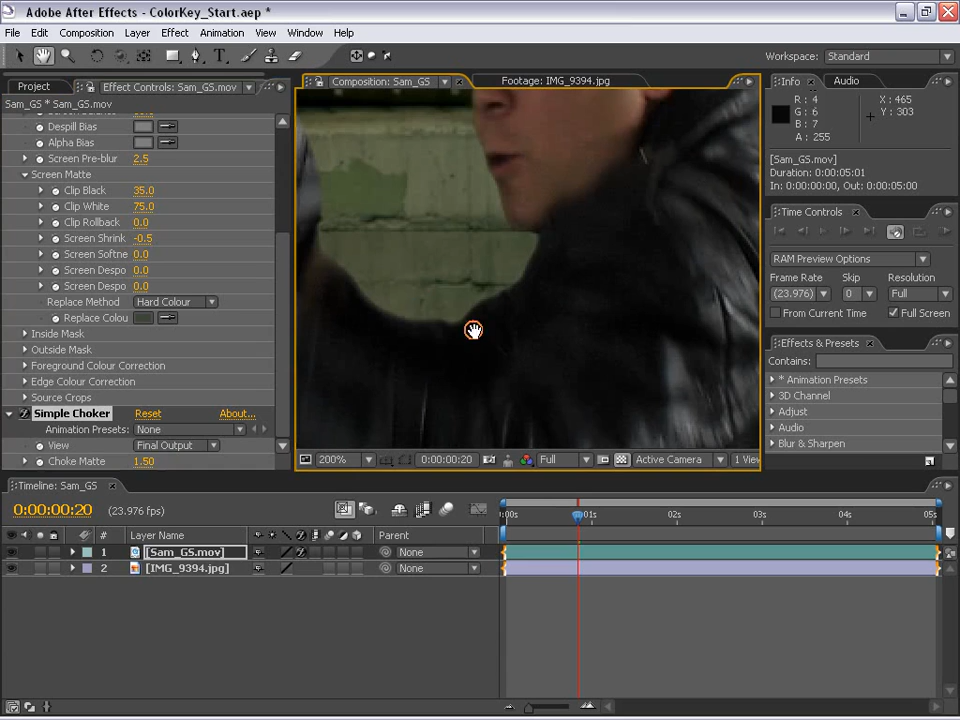 Adobe After Effects - ColorKey_Start.aep *
File Edit Composition Layer Effect Animation View Window Help
Workspace: Standard
Project Effect Controls: Sam_GS.mov
Composition: Sam_GS Footage: IMG_9394.jpg
Info Audio
Sam_GS * Sam_GS.mov
Despill Bias
Alpha Bias
Screen Pre-blur 2.5
Screen Matte
Clip Black 35.0
Clip White 75.0
Clip Rollback 0.0
Screen Shrink -0.5
Screen Softne 0.0
Screen Despo 0.0
Screen Despo 0.0
Replace Method Hard Colour
Replace Colou
Inside Mask
Outside Mask
Foreground Colour Correction
Edge Colour Correction
Source Crops
Simple Choker Reset About...
Animation Presets: None
View Final Output
Choke Matte 1.50
200% 0:00:00:20 Full Active Camera 1 View
R: 4 X: 465
G: 6 Y: 303
B: 7
A: 255
[Sam_GS.mov]
Duration: 0:00:05:01
In: 0:00:00:00, Out: 0:00:05:00
Time Controls
RAM Preview Options
Frame Rate Skip Resolution
(23.976) 0 Full
From Current Time Full Screen
Effects & Presets
Contains:
* Animation Presets
3D Channel
Adjust
Audio
Blur & Sharpen
Timeline: Sam_GS
0:00:00:20 (23.976 fps)
:00s 01s 02s 03s 04s 05s
# Layer Name Parent
1 [Sam_GS.mov] None
2 [IMG_9394.jpg] None